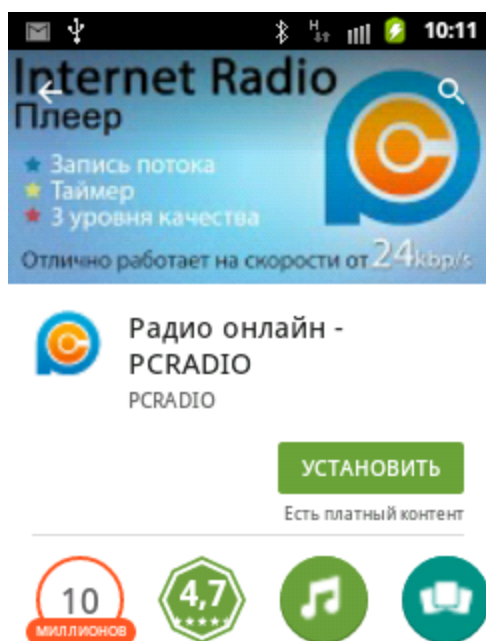 H 10:11
Internet Radio
Плеер
Запись потока
Таймер
3 уровня качества
Отлично работает на скорости от 24kbp/s
Радио онлайн -
PCRADIO
PCRADIO
УСТАНОВИТЬ
Есть платный контент
10
МИЛЛИОНОВ
4,7